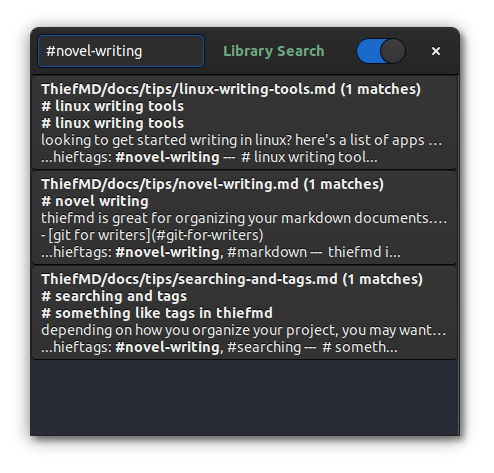 #novel-writing
Library Search
ThiefMD/docs/tips/linux-writing-tools.md (1 matches)
# linux writing tools
# linux writing tools
looking to get started writing in linux? here's a list of apps …
...hieftags: #novel-writing --- # linux writing tool...
ThiefMD/docs/tips/novel-writing.md (1 matches)
# novel writing
thiefmd is great for organizing your markdown documents.…
- [git for writers](#git-for-writers)
...hieftags: #novel-writing, #markdown --- thiefmd i...
ThiefMD/docs/tips/searching-and-tags.md (1 matches)
# searching and tags
# something like tags in thiefmd
depending on how you organize your project, you may want…
...hieftags: #novel-writing, #searching --- # someth...